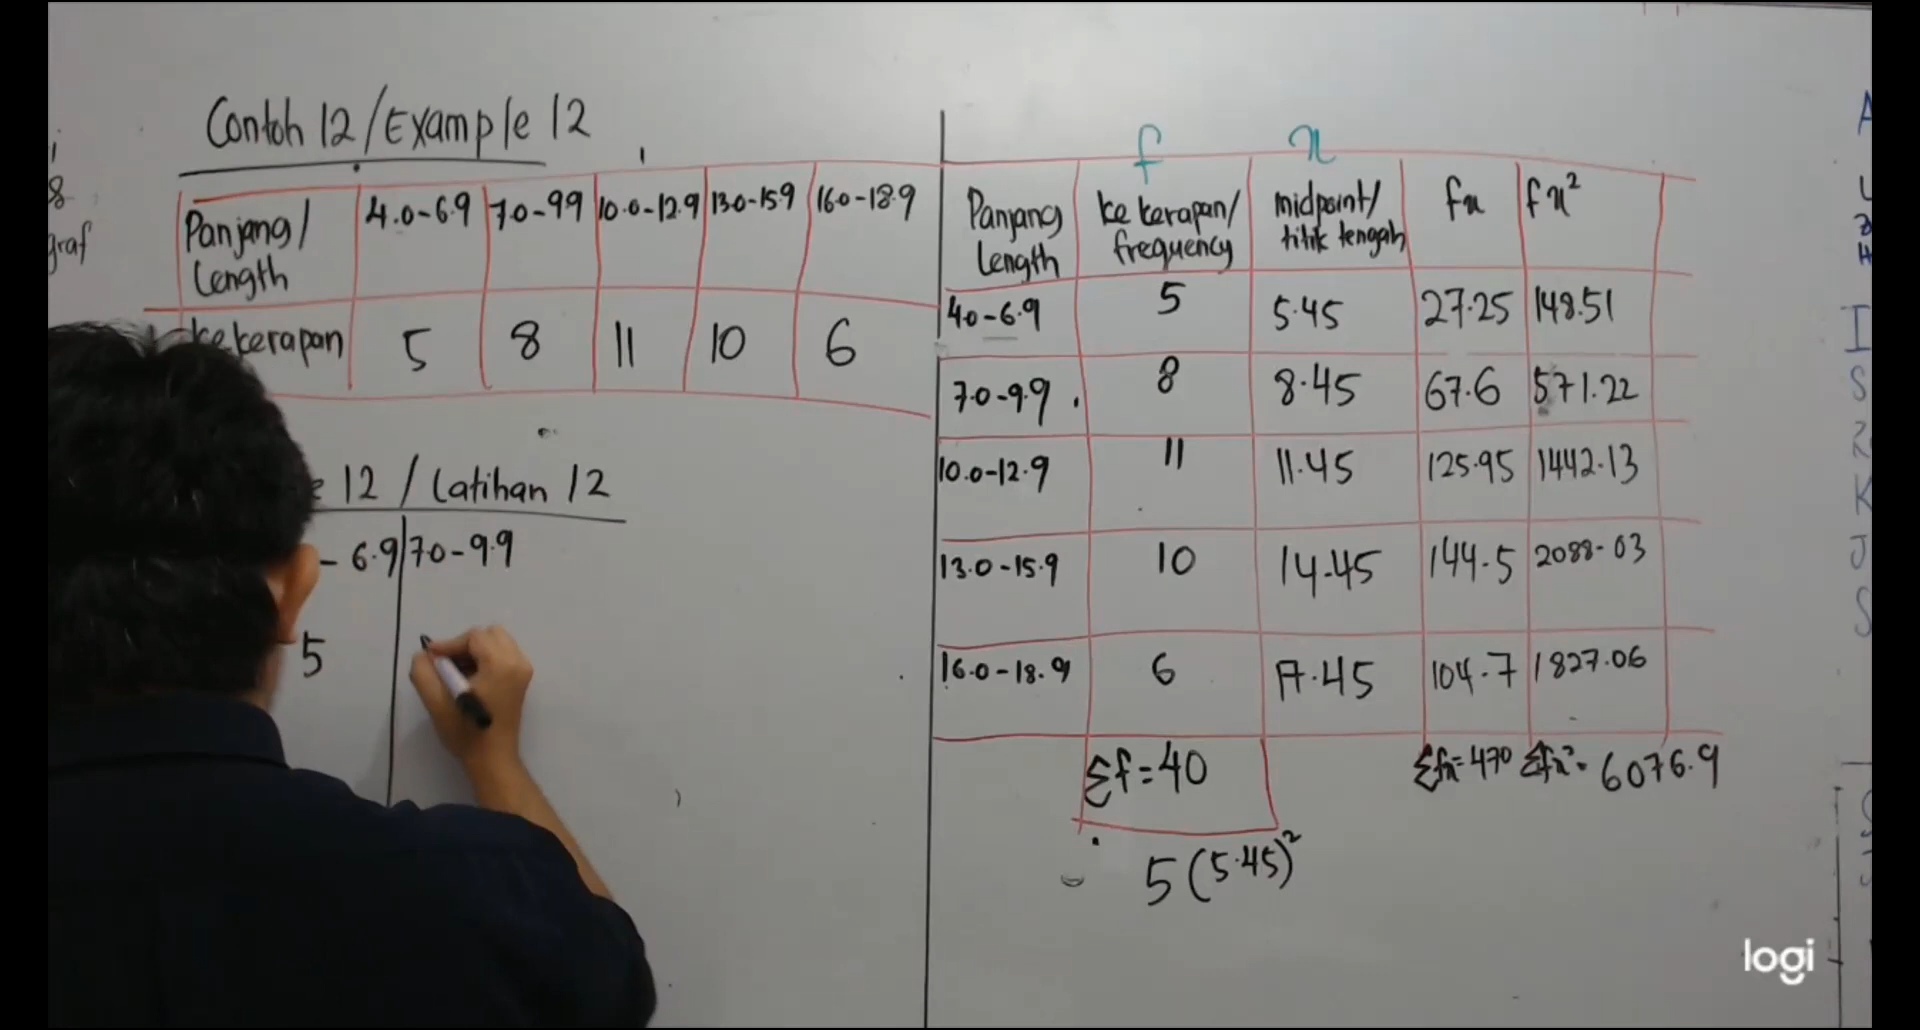 Contoh 12/Example 12
Panjang/ Length 4.0-6.9 7.0-99 10.0-12.9 13.0-15.9 16.0-18.9
kekerapan 5 8 11 10 6
12 / Latihan 12
- 6.9 7.0-9.9
5
f x
Panjang Length kekerapan/ frequency midpoint/ titik tengah fx fx²
4.0-6.9 5 5.45 27.25 148.51
7.0-9.9 8 8.45 67.6 571.22
10.0-12.9 11 11.45 125.95 1442.13
13.0-15.9 10 14.45 144.5 2088.03
16.0-18.9 6 17.45 104.7 1827.06
Σf=40 Σfx=470 Σfx²= 6076.9
5(5.45)²
8
graf
logi